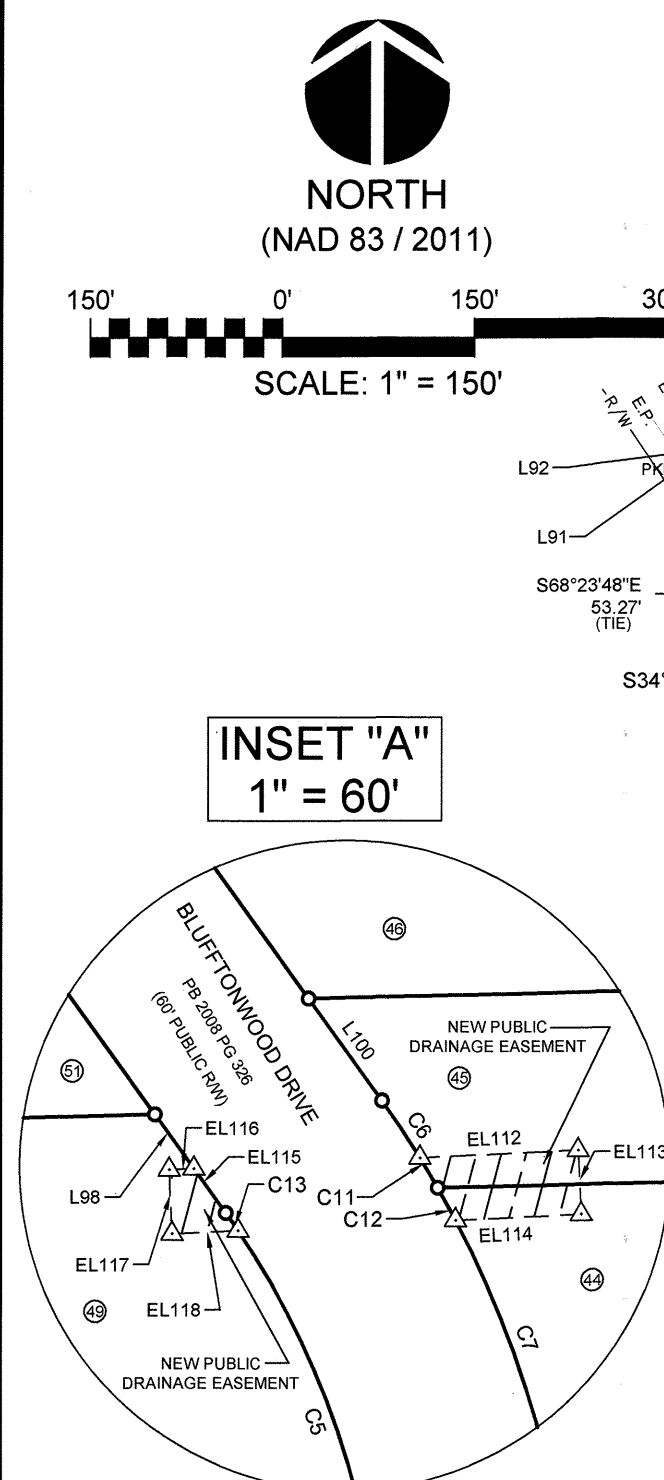 NORTH
(NAD 83 / 2011)
150'
0'
150'
SCALE: 1" = 150'
E.P.
R/W
L92
L91
S68°23'48"E
53.27'
(TIE)
INSET "A"
1" = 60'
BLUFFTONWOOD DRIVE
PB 2008 PG 326
(60' PUBLIC R/W)
46
L100
NEW PUBLIC
DRAINAGE EASEMENT
45
51
C6
EL116
EL112
EL115
EL113
L98
C13
C11
C12
EL114
EL117
EL118
49
44
C7
NEW PUBLIC
DRAINAGE EASEMENT
C5